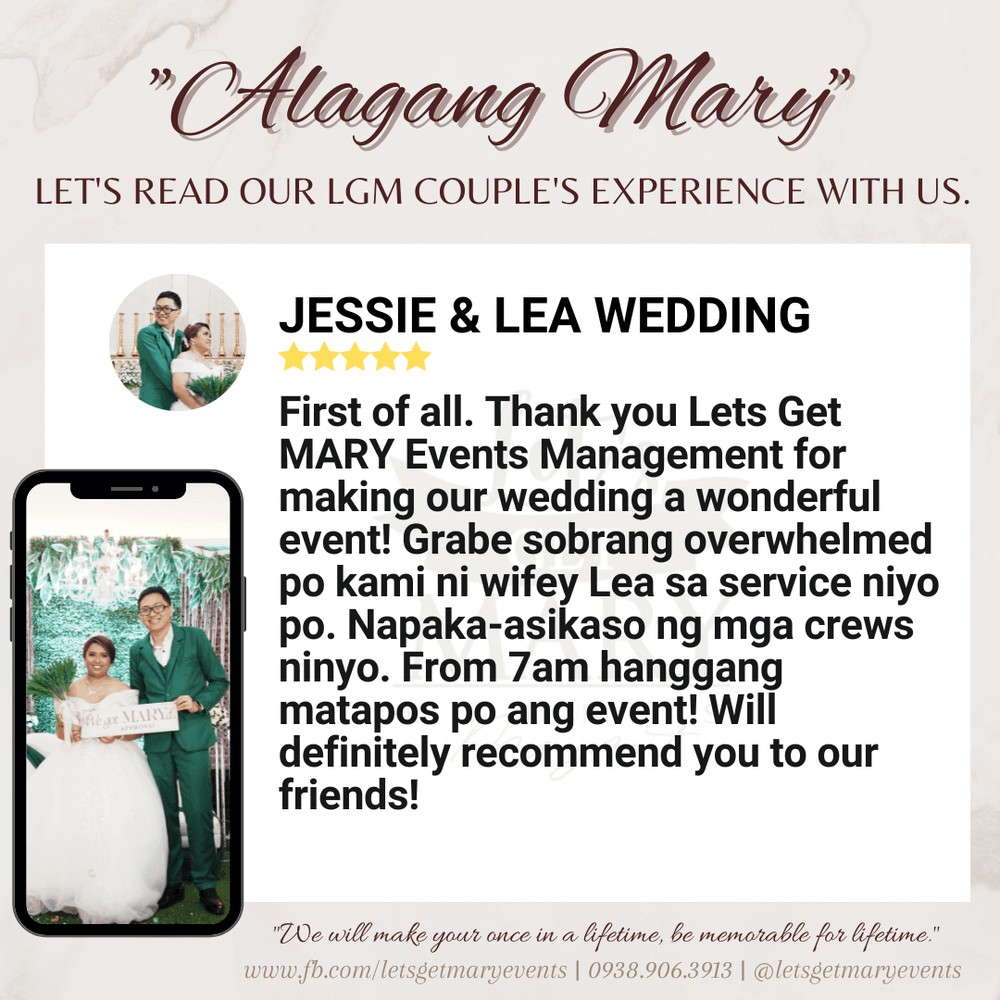 "Alagang Mary"
LET'S READ OUR LGM COUPLE'S EXPERIENCE WITH US.
JESSIE & LEA WEDDING
First of all. Thank you Lets Get
MARY Events Management for
making our wedding a wonderful
event! Grabe sobrang overwhelmed
po kami ni wifey Lea sa service niyo
po. Napaka-asikaso ng mga crews
ninyo. From 7am hanggang
matapos po ang event! Will
definitely recommend you to our
friends!
We got MARY!
APPROVED!
"We will make your once in a lifetime, be memorable for lifetime."
www.fb.com/letsgetmaryevents | 0938.906.3913 | @letsgetmaryevents